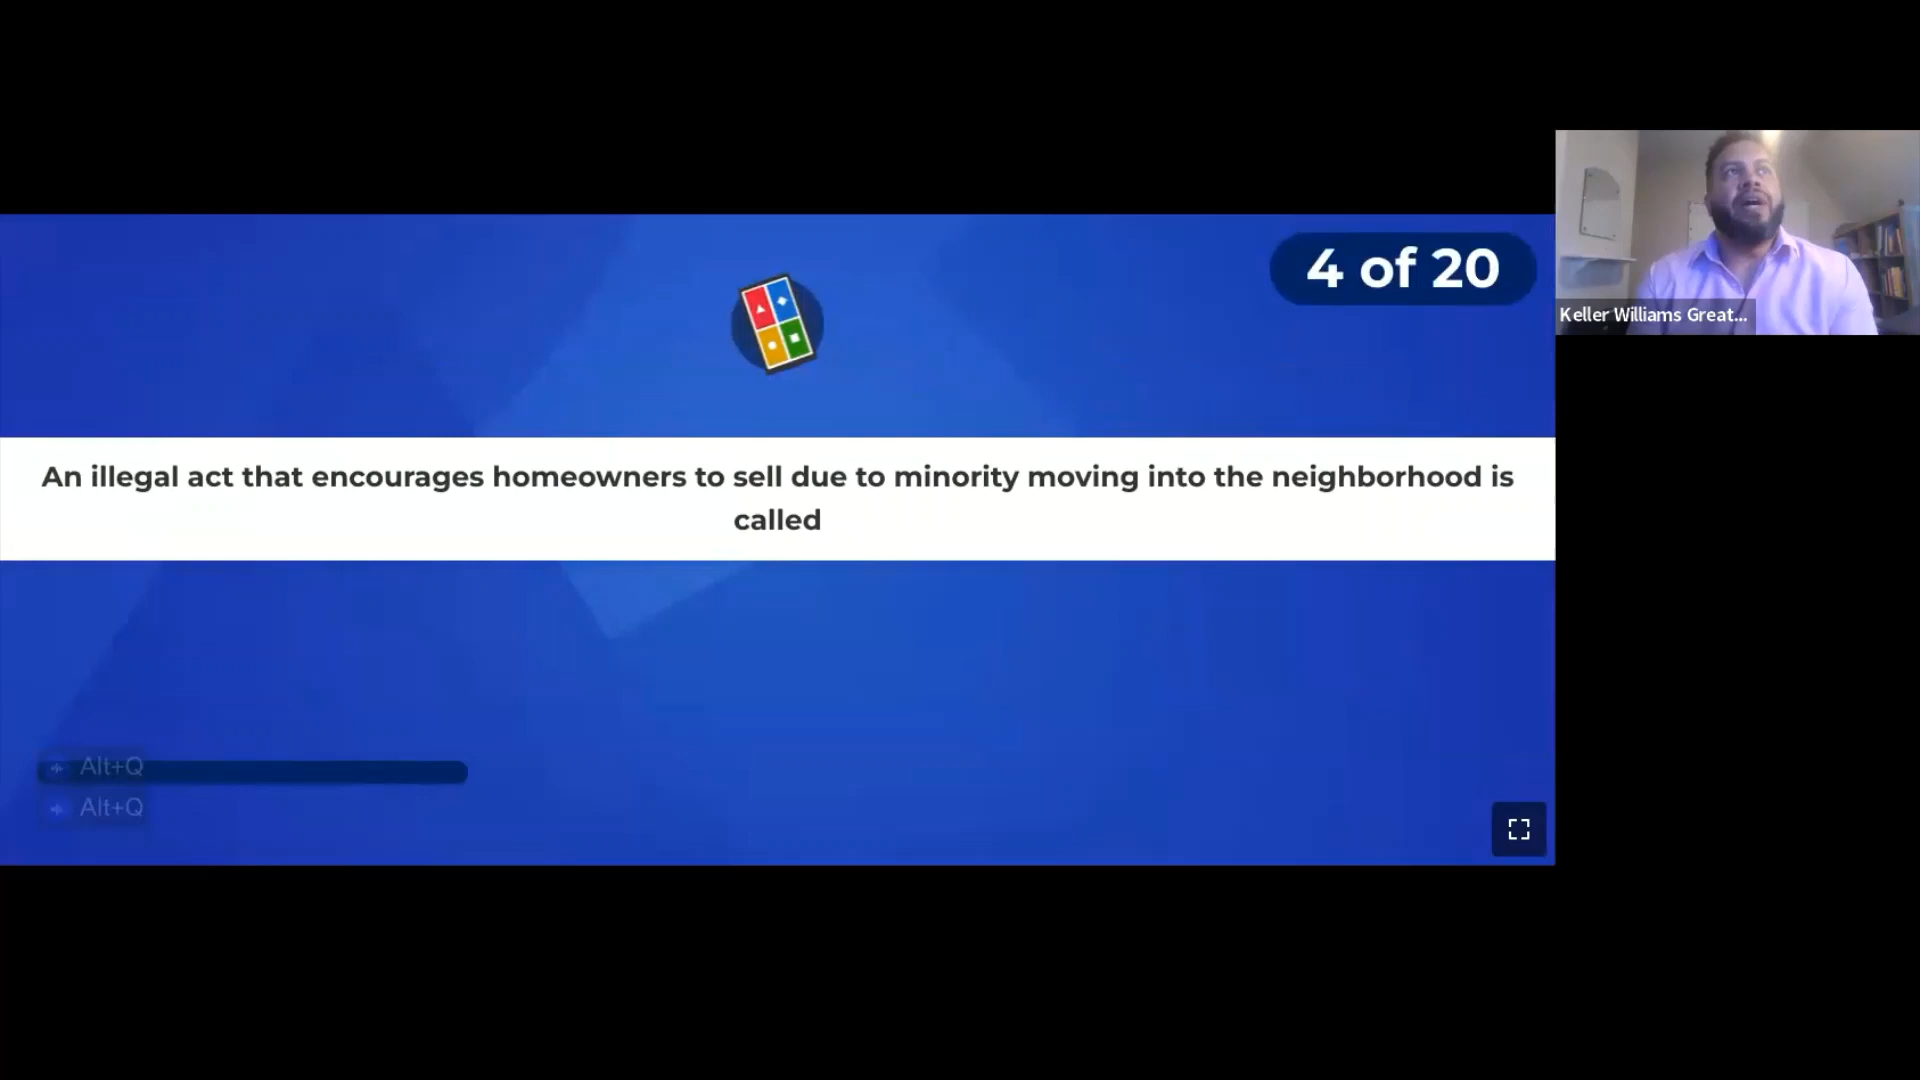 4 of 20
Keller Williams Great...
An illegal act that encourages homeowners to sell due to minority moving into the neighborhood is
called
Alt+Q
Alt+Q